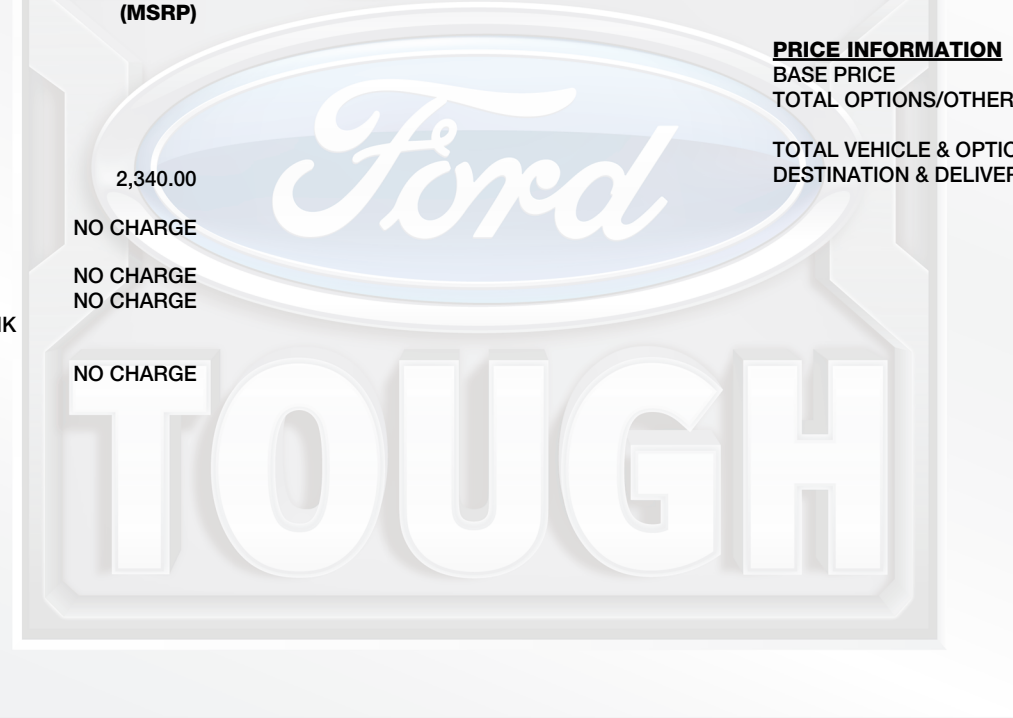 (MSRP)
2,340.00
NO CHARGE
NO CHARGE
NO CHARGE
NO CHARGE
PRICE INFORMATION
BASE PRICE
TOTAL OPTIONS/OTHER
TOTAL VEHICLE & OPTIO
DESTINATION & DELIVER
Ford
TOUGH